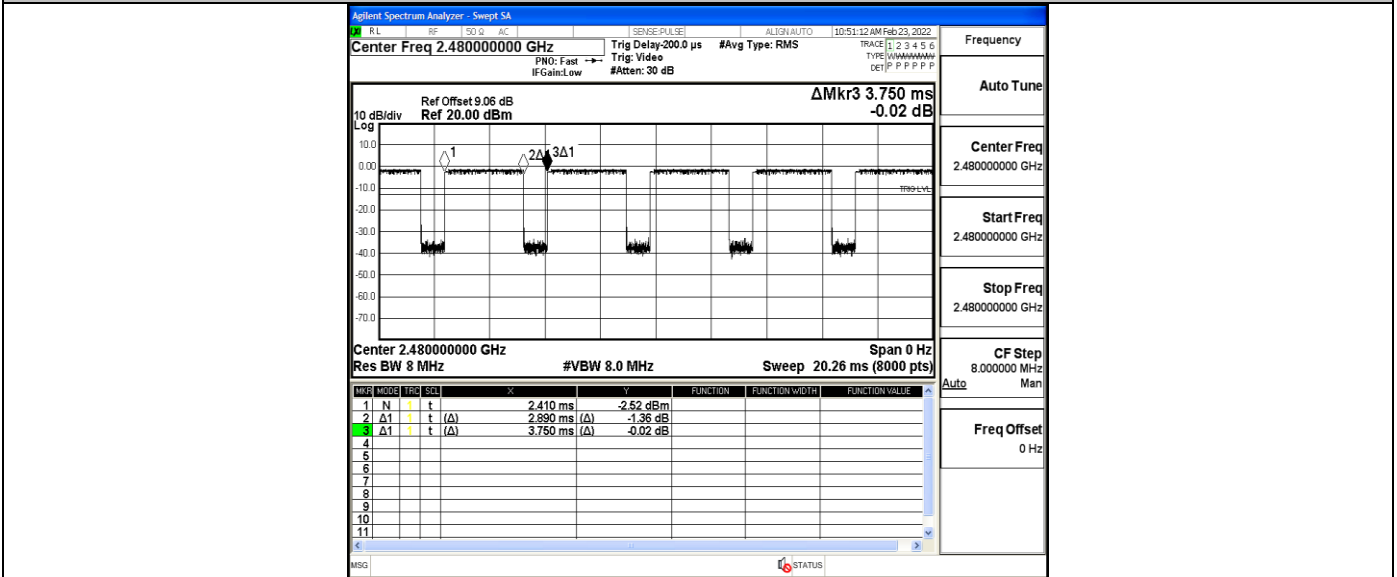 Agilent Spectrum Analyzer - Swept SA
LXI RL RF 50 Ω AC SENSE:PULSE ALIGNAUTO 10:51:12 AM Feb 23, 2022
Center Freq 2.480000000 GHz
PNO: Fast
IFGain:Low
Trig Delay-200.0 µs
Trig: Video
#Atten: 30 dB
#Avg Type: RMS
TRACE 1 2 3 4 5 6
TYPE WWWWWW
DET P P P P P P
ΔMkr3 3.750 ms
-0.02 dB
Ref Offset 9.06 dB
10 dB/div Ref 20.00 dBm
Log
10.0
0.00
-10.0
-20.0
-30.0
-40.0
-50.0
-60.0
-70.0
1
2Δ1
3Δ1
TRIG LVL
Center 2.480000000 GHz Span 0 Hz
Res BW 8 MHz #VBW 8.0 MHz Sweep 20.26 ms (8000 pts)
MKR MODE TRC SCL X Y FUNCTION FUNCTION WIDTH FUNCTION VALUE
1 N 1 t 2.410 ms -2.52 dBm
2 Δ1 1 t (Δ) 2.890 ms (Δ) -1.36 dB
3 Δ1 1 t (Δ) 3.750 ms (Δ) -0.02 dB
4
5
6
7
8
9
10
11
MSG STATUS
Frequency
Auto Tune
Center Freq
2.480000000 GHz
Start Freq
2.480000000 GHz
Stop Freq
2.480000000 GHz
CF Step
8.000000 MHz
Auto Man
Freq Offset
0 Hz